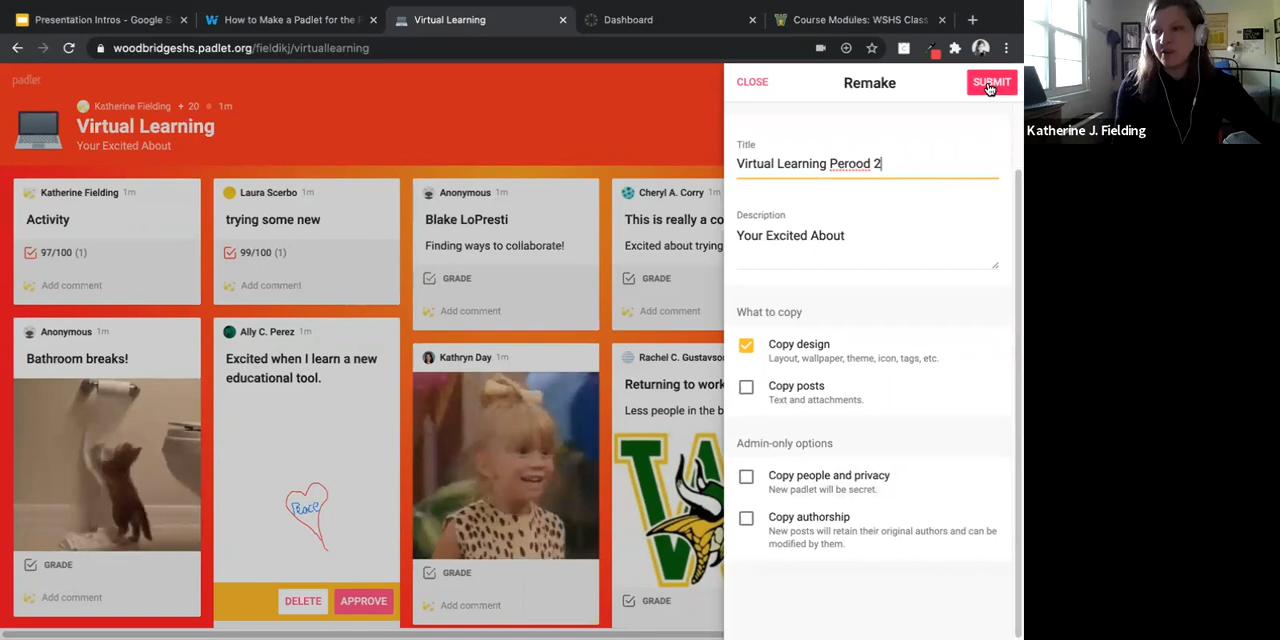 Presentation Intros - Google S
How to Make a Padlet for the F
Virtual Learning
Dashboard
Course Modules: WSHS Class
woodbridgeshs.padlet.org/fieldikj/virtuallearning
padlet
Katherine Fielding + 20 1m
Virtual Learning
Your Excited About
Katherine Fielding 1m
Activity
97/100 (1)
Add comment
Laura Scerbo 1m
trying some new
99/100 (1)
Add comment
Anonymous 1m
Blake LoPresti
Finding ways to collaborate!
GRADE
Add comment
Cheryl A. Corry 1m
This is really a co
Excited about trying
GRADE
Add comment
Anonymous 1m
Bathroom breaks!
GRADE
Add comment
Ally C. Perez 1m
Excited when I learn a new
educational tool.
Peace
DELETE
APPROVE
Kathryn Day 1m
GRADE
Add comment
Rachel C. Gustavso
Returning to work
Less people in the b
W
GRADE
CLOSE
Remake
SUBMIT
Title
Virtual Learning Perood 2
Description
Your Excited About
What to copy
Copy design
Layout, wallpaper, theme, icon, tags, etc.
Copy posts
Text and attachments.
Admin-only options
Copy people and privacy
New padlet will be secret.
Copy authorship
New posts will retain their original authors and can be
modified by them.
Katherine J. Fielding